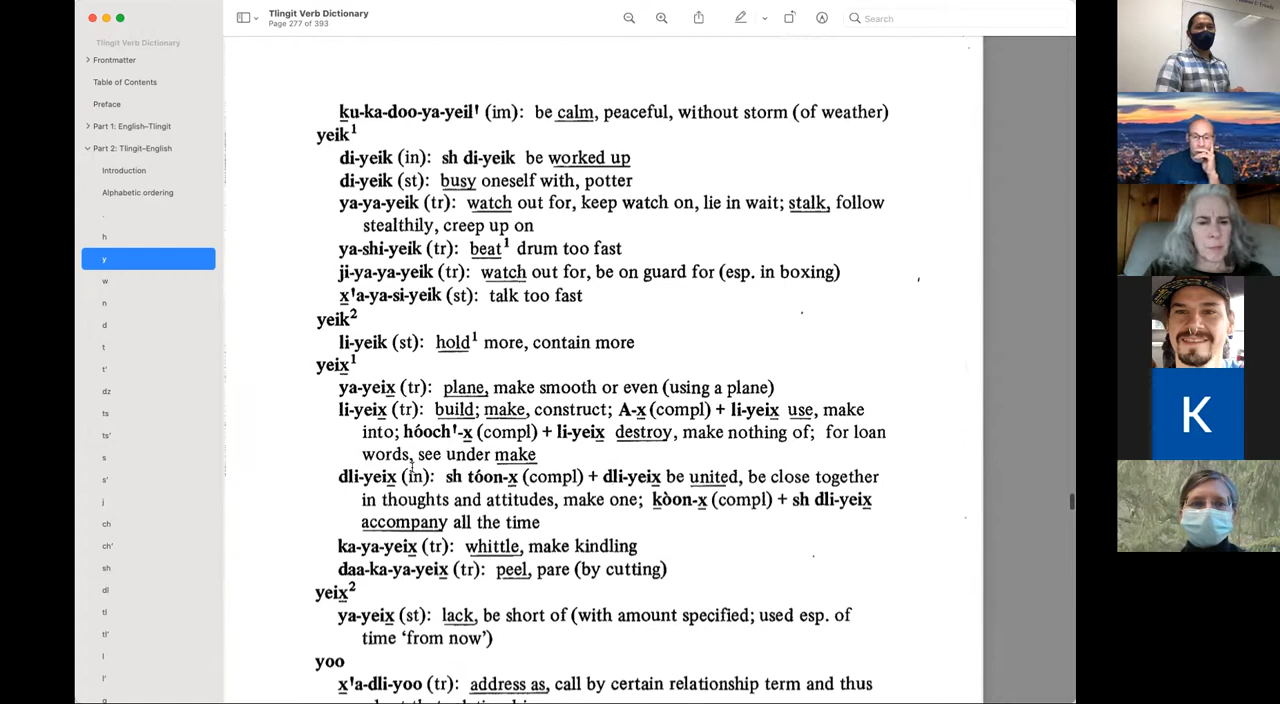 Tlingit Verb Dictionary
Page 277 of 393
Search
Tlingit Verb Dictionary
Frontmatter
Table of Contents
Preface
Part 1: English–Tlingit
Part 2: Tlingit–English
Introduction
Alphabetic ordering
.
h
y
w
n
d
t
t'
dz
ts
ts'
s
s'
j
ch
ch'
sh
dl
tl
tl'
l
l'
g
ḵu-ka-doo-ya-yeil' (im): be calm, peaceful, without storm (of weather)
yeik¹
di-yeik (in): sh di-yeik be worked up
di-yeik (st): busy oneself with, potter
ya-ya-yeik (tr): watch out for, keep watch on, lie in wait; stalk, follow
stealthily, creep up on
ya-shi-yeik (tr): beat¹ drum too fast
ji-ya-ya-yeik (tr): watch out for, be on guard for (esp. in boxing)
x̱'a-ya-si-yeik (st): talk too fast
yeik²
li-yeik (st): hold¹ more, contain more
yeix̱¹
ya-yeix̱ (tr): plane, make smooth or even (using a plane)
li-yeix̱ (tr): build; make, construct; A-x̱ (compl) + li-yeix̱ use, make
into; hóoch'-x̱ (compl) + li-yeix̱ destroy, make nothing of; for loan
words, see under make
dli-yeix̱ (in): sh tóon-x̱ (compl) + dli-yeix̱ be united, be close together
in thoughts and attitudes, make one; ḵòon-x̱ (compl) + sh dli-yeix̱
accompany all the time
ka-ya-yeix̱ (tr): whittle, make kindling
daa-ka-ya-yeix̱ (tr): peel, pare (by cutting)
yeix̱²
ya-yeix̱ (st): lack, be short of (with amount specified; used esp. of
time 'from now')
yoo
x̱'a-dli-yoo (tr): address as, call by certain relationship term and thus
K